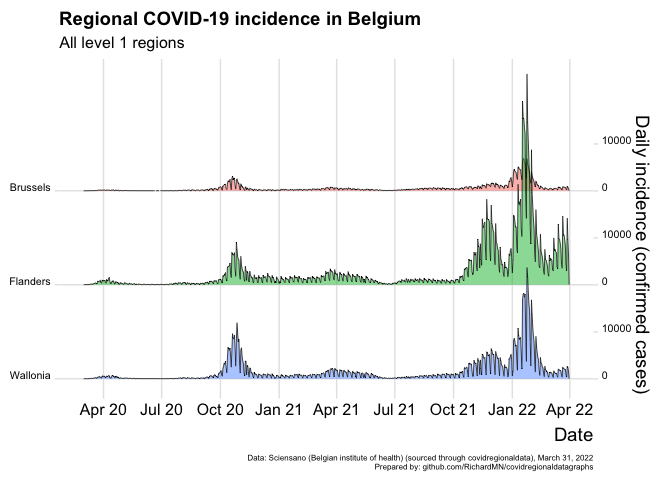 Regional COVID-19 incidence in Belgium
All level 1 regions
Brussels
Flanders
Wallonia
10000
0
10000
0
10000
0
Daily incidence (confirmed cases)
Apr 20 Jul 20 Oct 20 Jan 21 Apr 21 Jul 21 Oct 21 Jan 22 Apr 22
Date
Data: Sciensano (Belgian institute of health) (sourced through covidregionaldata), March 31, 2022
Prepared by: github.com/RichardMN/covidregionaldatagraphs